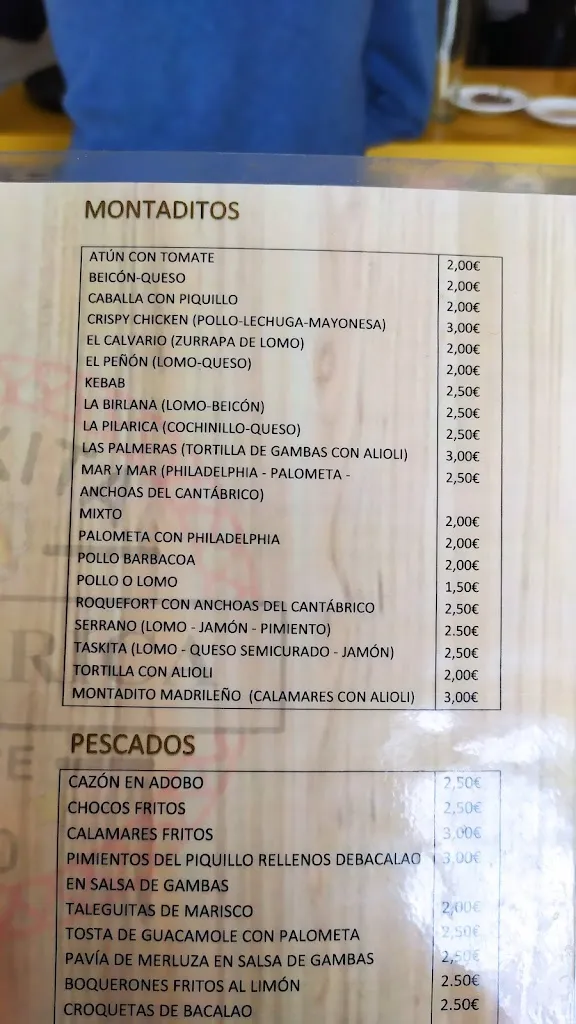 MONTADITOS
ATÚN CON TOMATE 2,00€
BEICÓN-QUESO 2,00€
CABALLA CON PIQUILLO 2,00€
CRISPY CHICKEN (POLLO-LECHUGA-MAYONESA) 3,00€
EL CALVARIO (ZURRAPA DE LOMO) 2,00€
EL PEÑÓN (LOMO-QUESO) 2,00€
KEBAB 2,50€
LA BIRLANA (LOMO-BEICÓN) 2,50€
LA PILARICA (COCHINILLO-QUESO) 2,50€
LAS PALMERAS (TORTILLA DE GAMBAS CON ALIOLI) 3,00€
MAR Y MAR (PHILADELPHIA - PALOMETA - 2,50€
ANCHOAS DEL CANTÁBRICO)
MIXTO 2,00€
PALOMETA CON PHILADELPHIA 2,00€
POLLO BARBACOA 2,00€
POLLO O LOMO 1,50€
ROQUEFORT CON ANCHOAS DEL CANTÁBRICO 2,50€
SERRANO (LOMO - JAMÓN - PIMIENTO) 2.50€
TASKITA (LOMO - QUESO SEMICURADO - JAMÓN) 2,50€
TORTILLA CON ALIOLI 2,00€
MONTADITO MADRILEÑO (CALAMARES CON ALIOLI) 3,00€
PESCADOS
CAZÓN EN ADOBO 2,50€
CHOCOS FRITOS 2,50€
CALAMARES FRITOS 3,00€
PIMIENTOS DEL PIQUILLO RELLENOS DEBACALAO 3,00€
EN SALSA DE GAMBAS
TALEGUITAS DE MARISCO 2,00€
TOSTA DE GUACAMOLE CON PALOMETA 2,50€
PAVÍA DE MERLUZA EN SALSA DE GAMBAS 2,50€
BOQUERONES FRITOS AL LIMÓN 2.50€
CROQUETAS DE BACALAO 2.50€